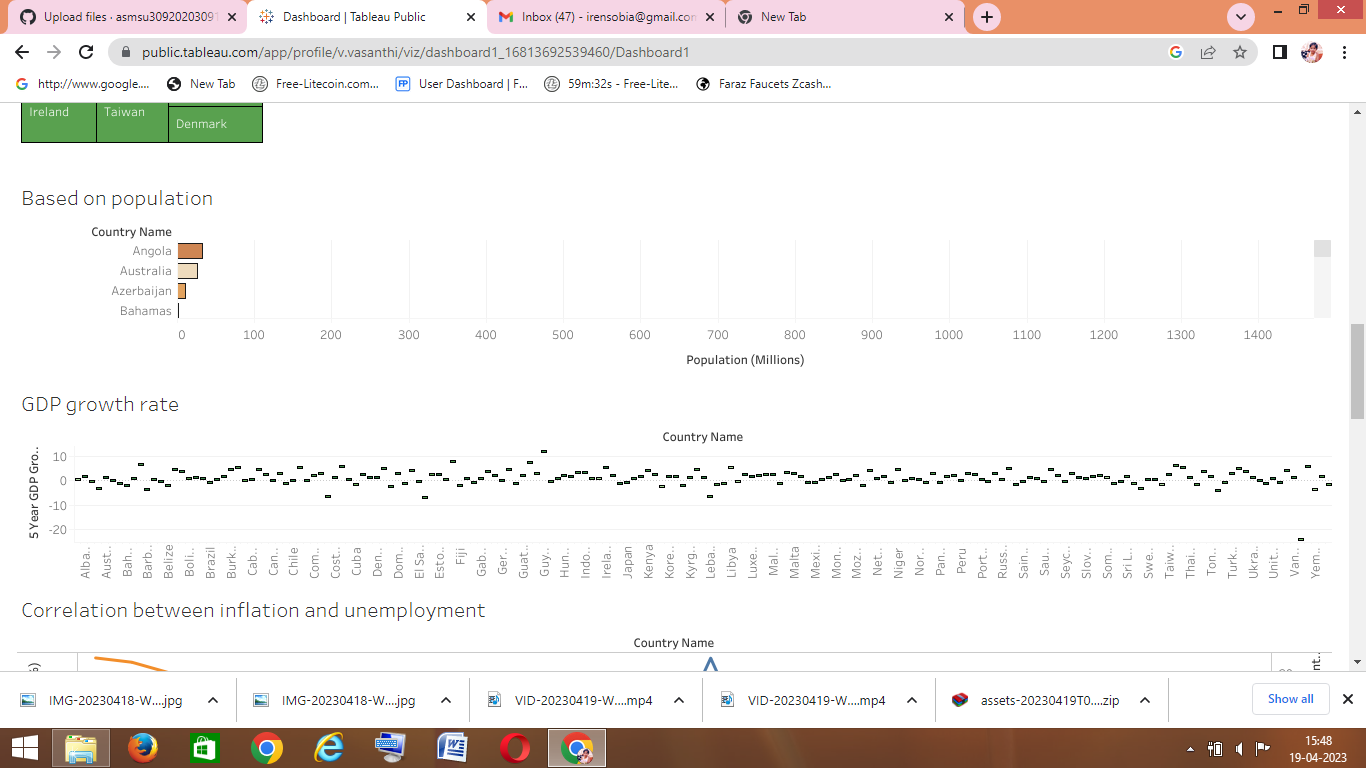 Upload files · asmsu30920203091
Dashboard | Tableau Public
Inbox (47) - irensobia@gmail.con
New Tab
public.tableau.com/app/profile/v.vasanthi/viz/dashboard1_16813692539460/Dashboard1
http://www.google....
New Tab
Free-Litecoin.com...
FP
User Dashboard | F...
59m:32s - Free-Lite...
Faraz Faucets Zcash...
Ireland
Taiwan
Denmark
Based on population
Country Name
Angola
Australia
Azerbaijan
Bahamas
0 100 200 300 400 500 600 700 800 900 1000 1100 1200 1300 1400
Population (Millions)
GDP growth rate
Country Name
5 Year GDP Gro..
10
0
-10
-20
Alba.. Aust.. Bah.. Barb.. Belize Boli.. Brazil Burk.. Cab.. Can.. Chile Com.. Cost.. Cuba Den.. Dom.. El Sa.. Esto.. Fiji Gab.. Ger.. Guat.. Guy.. Hun.. Indo.. Irela.. Japan Kenya Kore.. Kyrg.. Leba.. Libya Luxe.. Mal.. Malta Mexi.. Mon.. Moz.. Net.. Niger Nor.. Pan.. Peru Port.. Russ.. Sain.. Sau.. Seyc.. Slov.. Som.. Sri L.. Swe.. Taiw.. Thai.. Ton.. Turk.. Ukra.. Unit.. Van.. Yem..
Correlation between inflation and unemployment
Country Name
IMG-20230418-W....jpg
IMG-20230418-W....jpg
VID-20230419-W....mp4
VID-20230419-W....mp4
assets-20230419T0....zip
Show all
15:48
19-04-2023